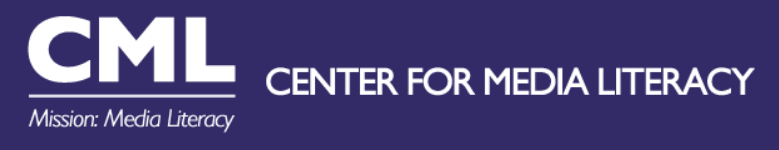 CML
Mission: Media Literacy
CENTER FOR MEDIA LITERACY